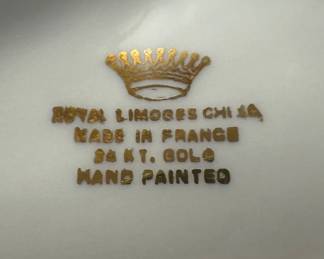 ROYAL LIMOGES CHINA
MADE IN FRANCE
24 KT. GOLD
HAND PAINTED